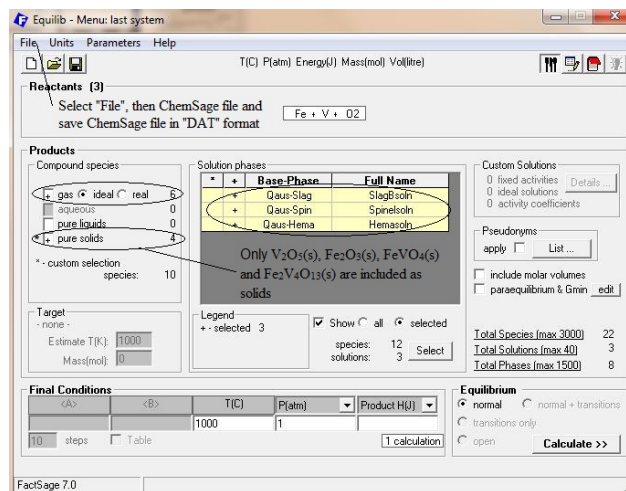 Equilib - Menu: last system
File Units Parameters Help
T(C) P(atm) Energy(J) Mass(mol) Vol(litre)
Reactants (3)
Select "File", then ChemSage file and
save ChemSage file in "DAT" format
Fe + V + O2
Products
Compound species
+ gas ideal real 6
aqueous 0
pure liquids 0
* + pure solids 4
* - custom selection
species: 10
Target
- none -
Estimate T(K): 1000
Mass(mol): 0
Solution phases
* + Base-Phase Full Name
+ Qaus-Slag SlagBsoln
+ Qaus-Spin Spinelsoln
+ Qaus-Hema Hemasoln
Only V₂O₅(s), Fe₂O₃(s), FeVO₄(s)
and Fe₂V₄O₁₃(s) are included as
solids
Legend
+ - selected 3
Show all selected
species: 12
solutions: 3
Select
Custom Solutions
0 fixed activities
0 ideal solutions
0 activity coefficients
Details ...
Pseudonyms
apply List ...
include molar volumes
paraequilibrium & Gmin edit
Total Species (max 3000) 22
Total Solutions (max 40) 3
Total Phases (max 1500) 8
Final Conditions
<A> <B> T(C) P(atm) Product H(J)
1000 1
10 steps Table 1 calculation
Equilibrium
normal normal + transitions
transitions only
open
Calculate >>
FactSage 7.0